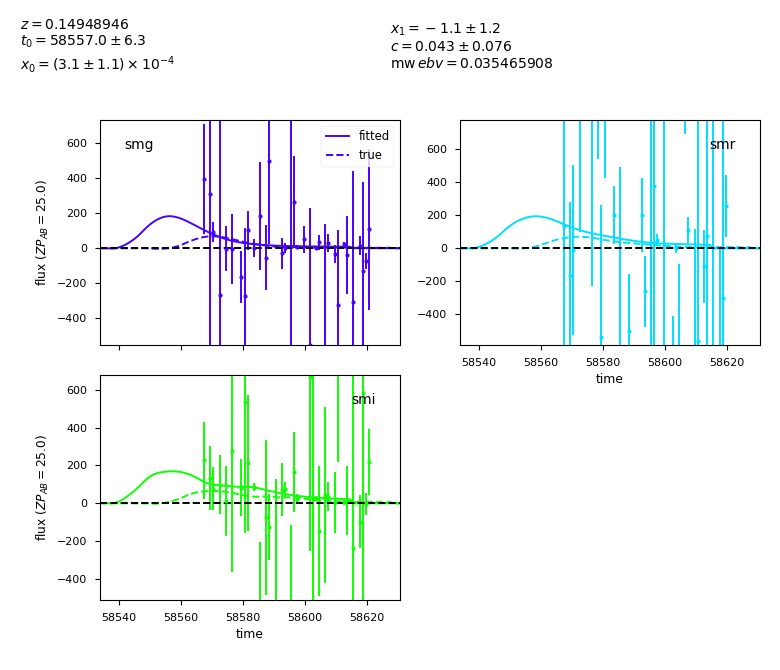 z = 0.14948946
t₀ = 58557.0 ± 6.3
x₀ = (3.1 ± 1.1) × 10⁻⁴
x₁ = −1.1 ± 1.2
c = 0.043 ± 0.076
mw ebv = 0.035465908
smg
fitted
true
600
400
200
0
−200
−400
flux (ZP_AB = 25.0)
smr
600
400
200
0
−200
−400
58540 58560 58580 58600 58620
time
smi
600
400
200
0
−200
−400
flux (ZP_AB = 25.0)
58540 58560 58580 58600 58620
time